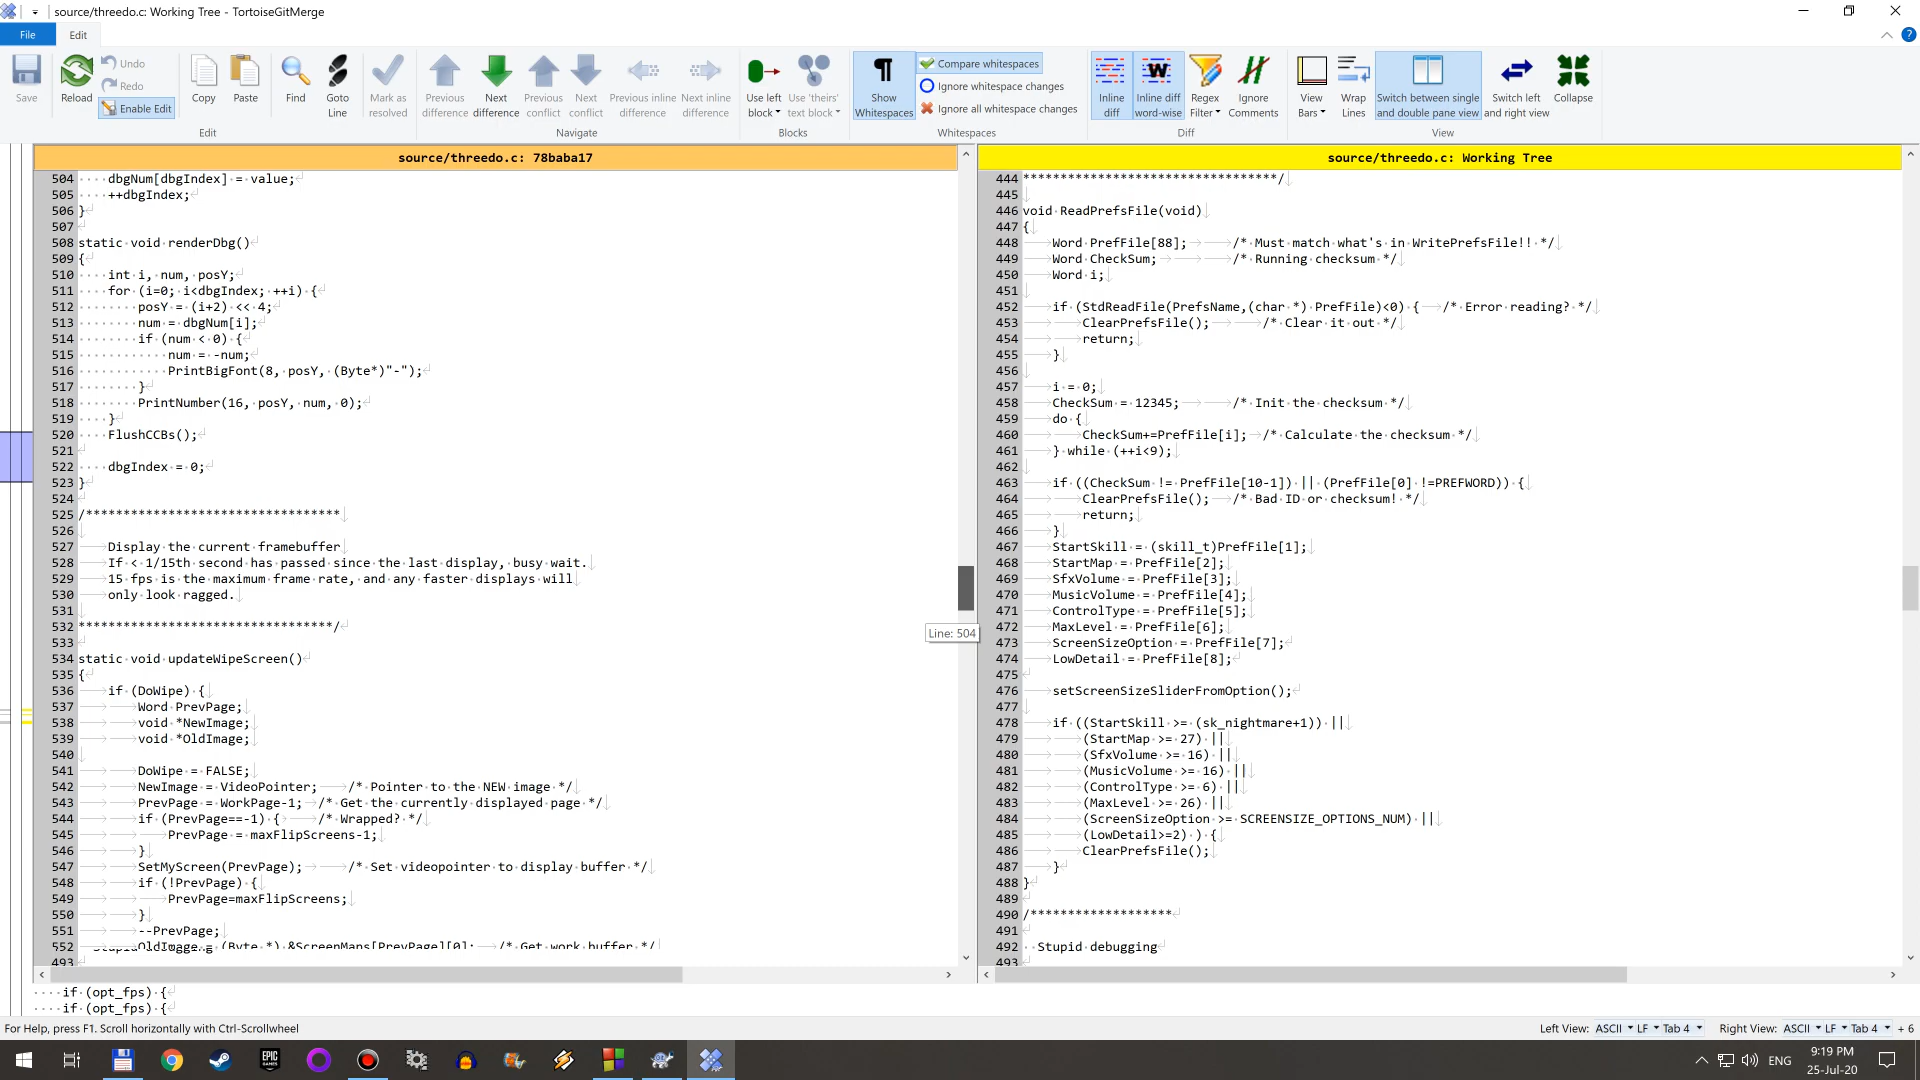 source/threedo.c: Working Tree - TortoiseGitMerge
File
Edit
Save
Reload
Undo
Redo
Enable Edit
Copy
Paste
Find
Goto
Line
Edit
Mark as
resolved
Previous
difference
Next
difference
Previous
conflict
Next
conflict
Previous inline
difference
Next inline
difference
Navigate
Use left
block
Use 'theirs'
text block
Blocks
Show
Whitespaces
Compare whitespaces
Ignore whitespace changes
Ignore all whitespace changes
Whitespaces
Inline
diff
Inline diff
word-wise
Regex
Filter
Ignore
Comments
Diff
View
Bars
Wrap
Lines
Switch between single
and double pane view
Switch left
and right view
Collapse
View
source/threedo.c: 78baba17
504 dbgNum[dbgIndex] = value;
505 ++dbgIndex;
506 }
507
508 static void renderDbg()
509 {
510 int i, num, posY;
511 for (i=0; i<dbgIndex; ++i) {
512 posY = (i+2) << 4;
513 num = dbgNum[i];
514 if (num < 0) {
515 num = -num;
516 PrintBigFont(8, posY, (Byte*)"-");
517 }
518 PrintNumber(16, posY, num, 0);
519 }
520 FlushCCBs();
521
522 dbgIndex = 0;
523 }
524
525 /**********************************
526
527 Display the current framebuffer
528 If < 1/15th second has passed since the last display, busy wait.
529 15 fps is the maximum frame rate, and any faster displays will
530 only look ragged.
531
532 **********************************/
533
534 static void updateWipeScreen()
535 {
536 if (DoWipe) {
537 Word PrevPage;
538 void *NewImage;
539 void *OldImage;
540
541 DoWipe = FALSE;
542 NewImage = VideoPointer; /* Pointer to the NEW image */
543 PrevPage = WorkPage-1; /* Get the currently displayed page */
544 if (PrevPage==-1) { /* Wrapped? */
545 PrevPage = maxFlipScreens-1;
546 }
547 SetMyScreen(PrevPage); /* Set videopointer to display buffer */
548 if (!PrevPage) {
549 PrevPage=maxFlipScreens;
550 }
551 --PrevPage;
552 (Byte *) &ScreenMaps[PrevPage][0]; /* Get work buffer */
493
Line: 504
source/threedo.c: Working Tree
444 **********************************/
445
446 void ReadPrefsFile(void)
447 {
448 Word PrefFile[88]; /* Must match what's in WritePrefsFile!! */
449 Word CheckSum; /* Running checksum */
450 Word i;
451
452 if (StdReadFile(PrefsName,(char *) PrefFile)<0) { /* Error reading? */
453 ClearPrefsFile(); /* Clear it out */
454 return;
455 }
456
457 i = 0;
458 CheckSum = 12345; /* Init the checksum */
459 do {
460 CheckSum+=PrefFile[i]; /* Calculate the checksum */
461 } while (++i<9);
462
463 if ((CheckSum != PrefFile[10-1]) || (PrefFile[0] !=PREFWORD)) {
464 ClearPrefsFile(); /* Bad ID or checksum! */
465 return;
466 }
467 StartSkill = (skill_t)PrefFile[1];
468 StartMap = PrefFile[2];
469 SfxVolume = PrefFile[3];
470 MusicVolume = PrefFile[4];
471 ControlType = PrefFile[5];
472 MaxLevel = PrefFile[6];
473 ScreenSizeOption = PrefFile[7];
474 LowDetail = PrefFile[8];
475
476 setScreenSizeSliderFromOption();
477
478 if ((StartSkill >= (sk_nightmare+1)) ||
479 (StartMap >= 27) ||
480 (SfxVolume >= 16) ||
481 (MusicVolume >= 16) ||
482 (ControlType >= 6) ||
483 (MaxLevel >= 26) ||
484 (ScreenSizeOption >= SCREENSIZE_OPTIONS_NUM) ||
485 (LowDetail>=2) ) {
486 ClearPrefsFile();
487 }
488 }
489
490 /*******************
491
492 Stupid debugging
493
if (opt_fps) {
if (opt_fps) {
For Help, press F1. Scroll horizontally with Ctrl-Scrollwheel
Left View: ASCII LF Tab 4
Right View: ASCII LF Tab 4 + 6
EPIC
GAMES
ENG
9:19 PM
25-Jul-20